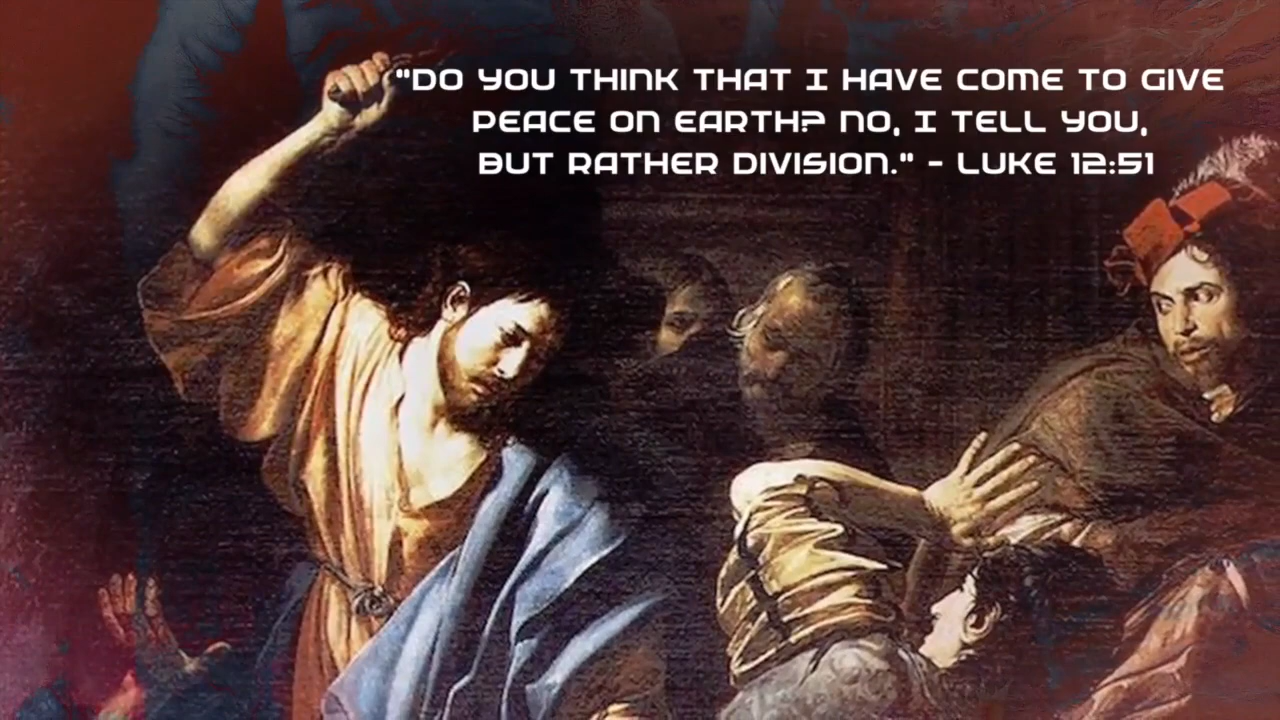 "DO YOU THINK THAT I HAVE COME TO GIVE
PEACE ON EARTH? NO, I TELL YOU,
BUT RATHER DIVISION." - LUKE 12:51